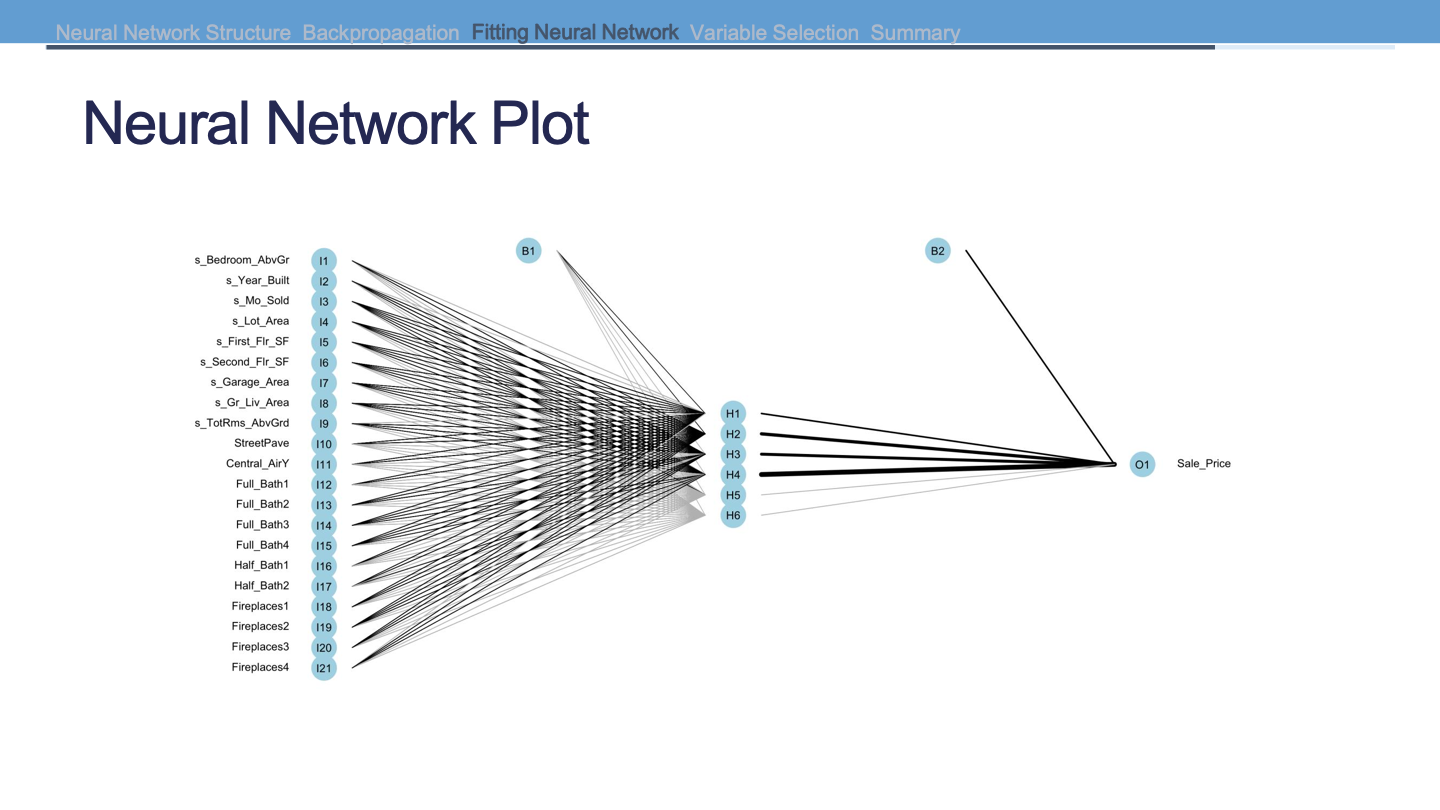 Neural Network Structure Backpropagation Fitting Neural Network Variable Selection Summary
Neural Network Plot
B1
B2
s_Bedroom_AbvGr I1
s_Year_Built I2
s_Mo_Sold I3
s_Lot_Area I4
s_First_Flr_SF I5
s_Second_Flr_SF I6
s_Garage_Area I7
s_Gr_Liv_Area I8
s_TotRms_AbvGrd I9
StreetPave I10
Central_AirY I11
Full_Bath1 I12
Full_Bath2 I13
Full_Bath3 I14
Full_Bath4 I15
Half_Bath1 I16
Half_Bath2 I17
Fireplaces1 I18
Fireplaces2 I19
Fireplaces3 I20
Fireplaces4 I21
H1
H2
H3
H4
H5
H6
O1 Sale_Price